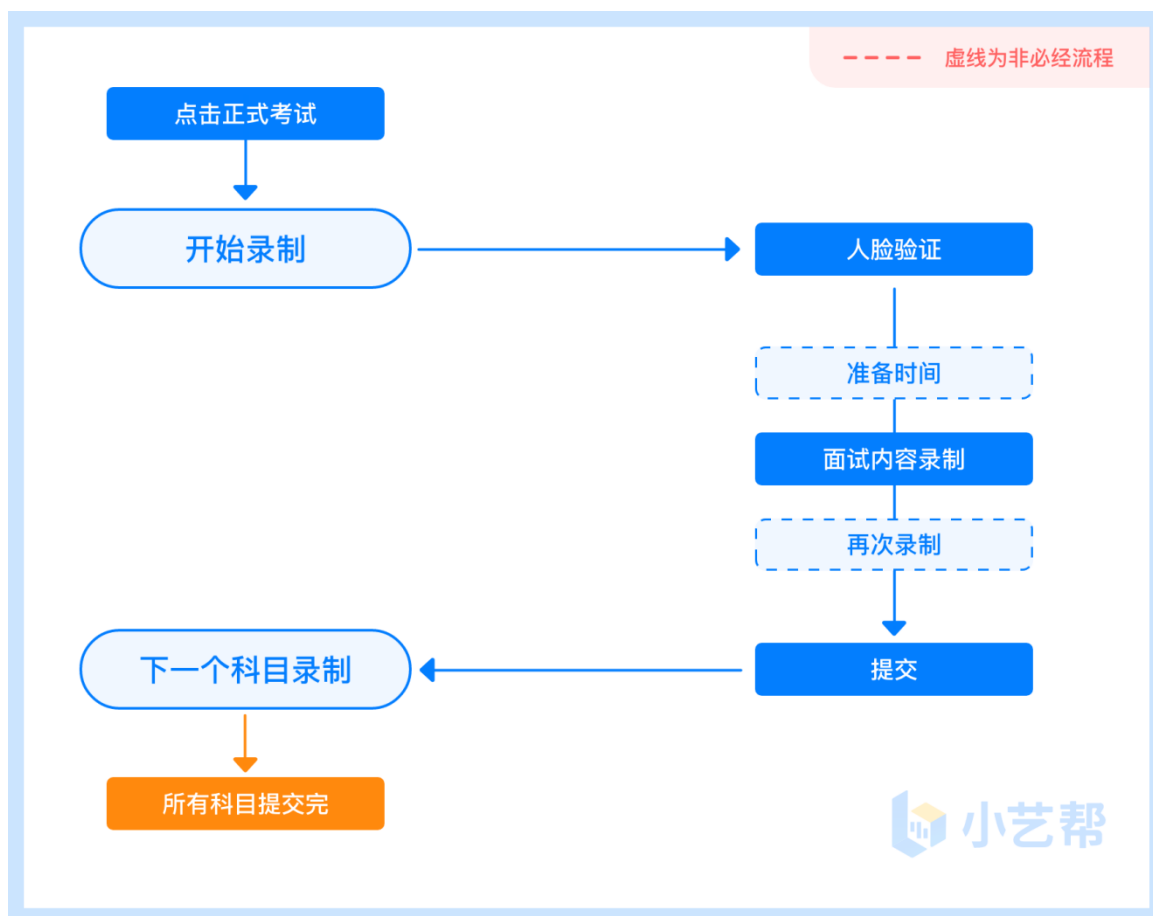 虚线为非必经流程
点击正式考试
开始录制
人脸验证
准备时间
面试内容录制
再次录制
提交
下一个科目录制
所有科目提交完
小艺帮